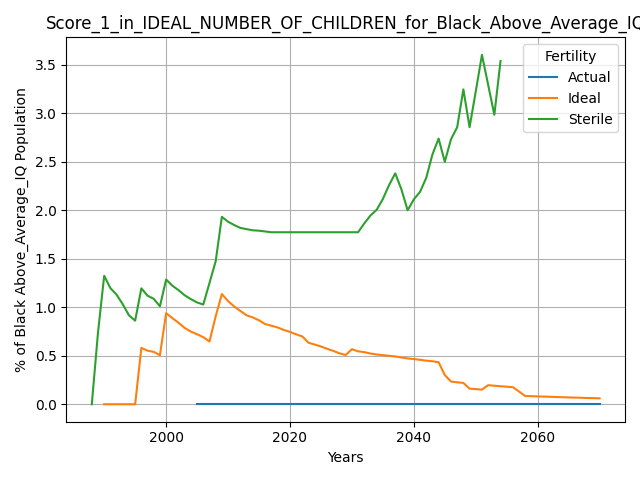 Score_1_in_IDEAL_NUMBER_OF_CHILDREN_for_Black_Above_Average_IQ
Fertility
Actual
Ideal
Sterile
% of Black Above_Average_IQ Population
3.5
3.0
2.5
2.0
1.5
1.0
0.5
0.0
2000 2020 2040 2060
Years